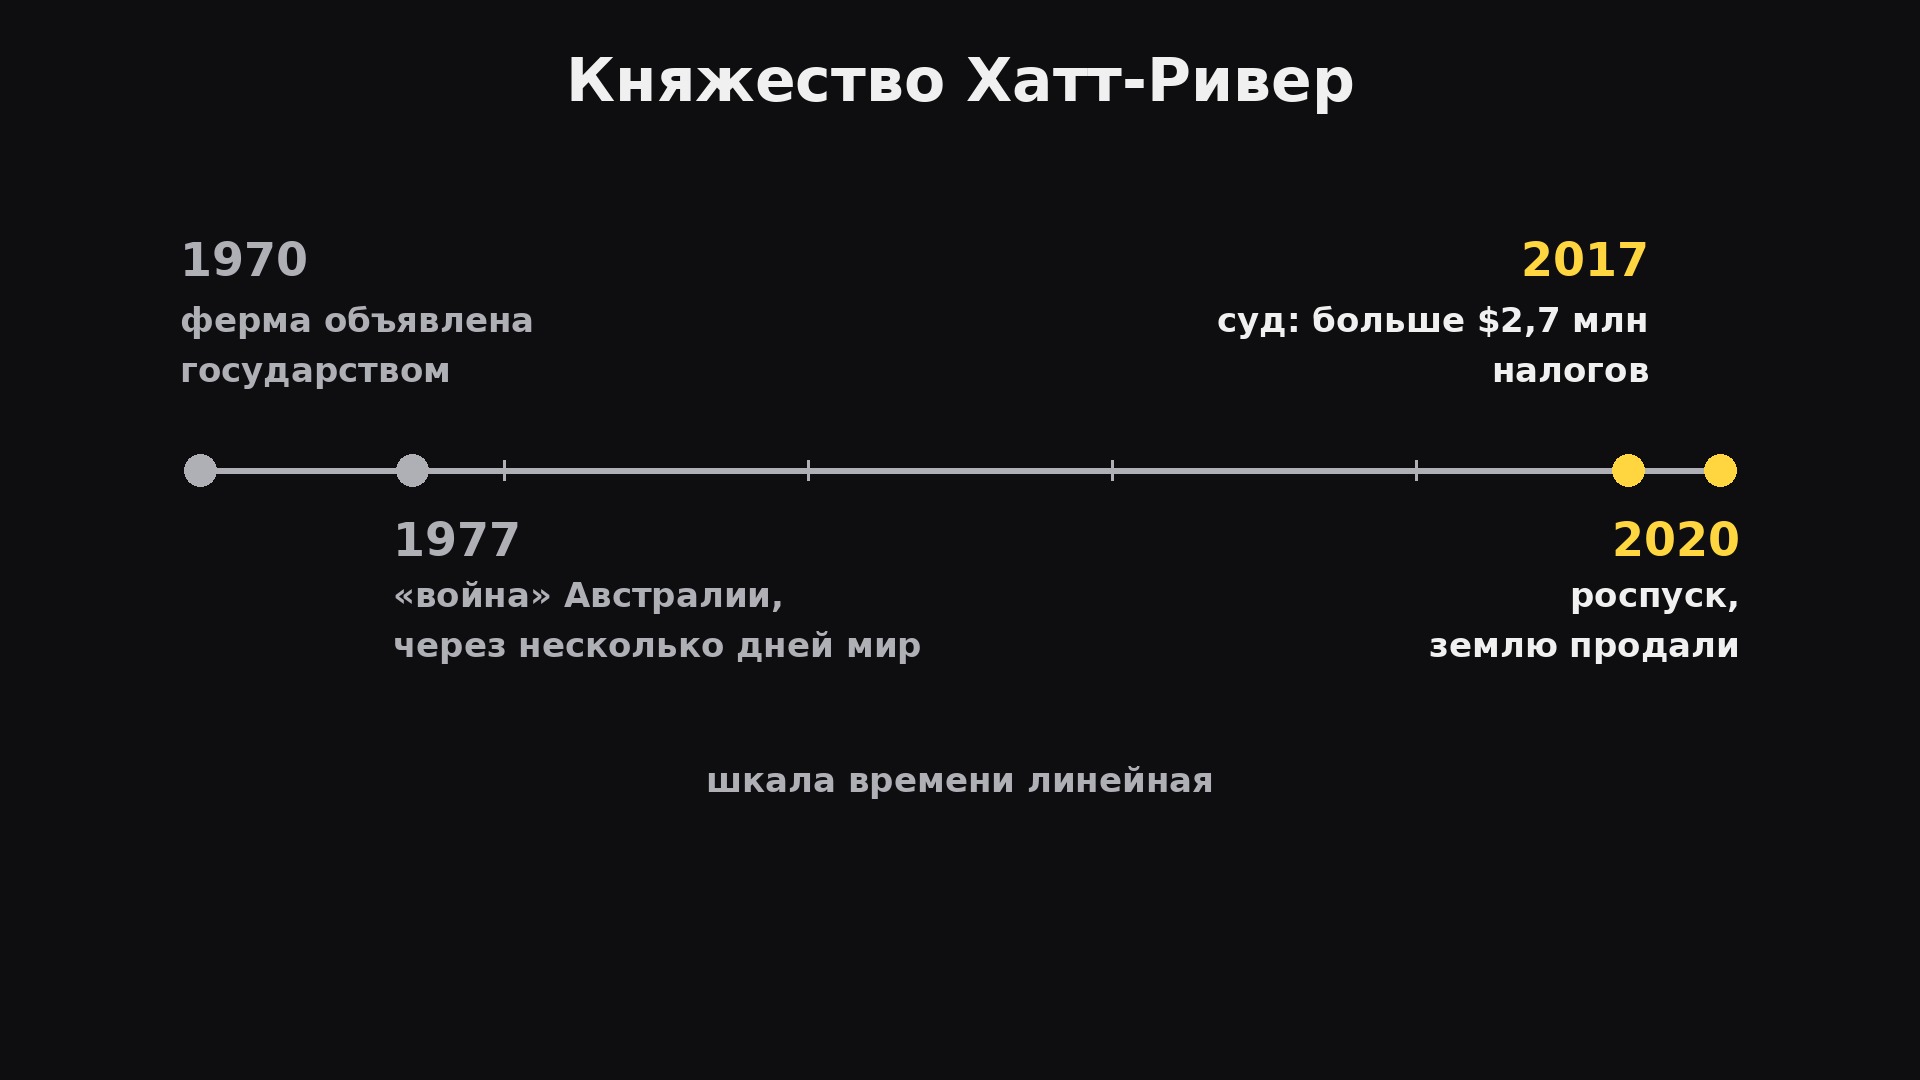 Княжество Хатт-Ривер
1970
ферма объявлена
государством
2017
суд: больше $2,7 млн
налогов
1977
«война» Австралии,
через несколько дней мир
2020
роспуск,
землю продали
шкала времени линейная